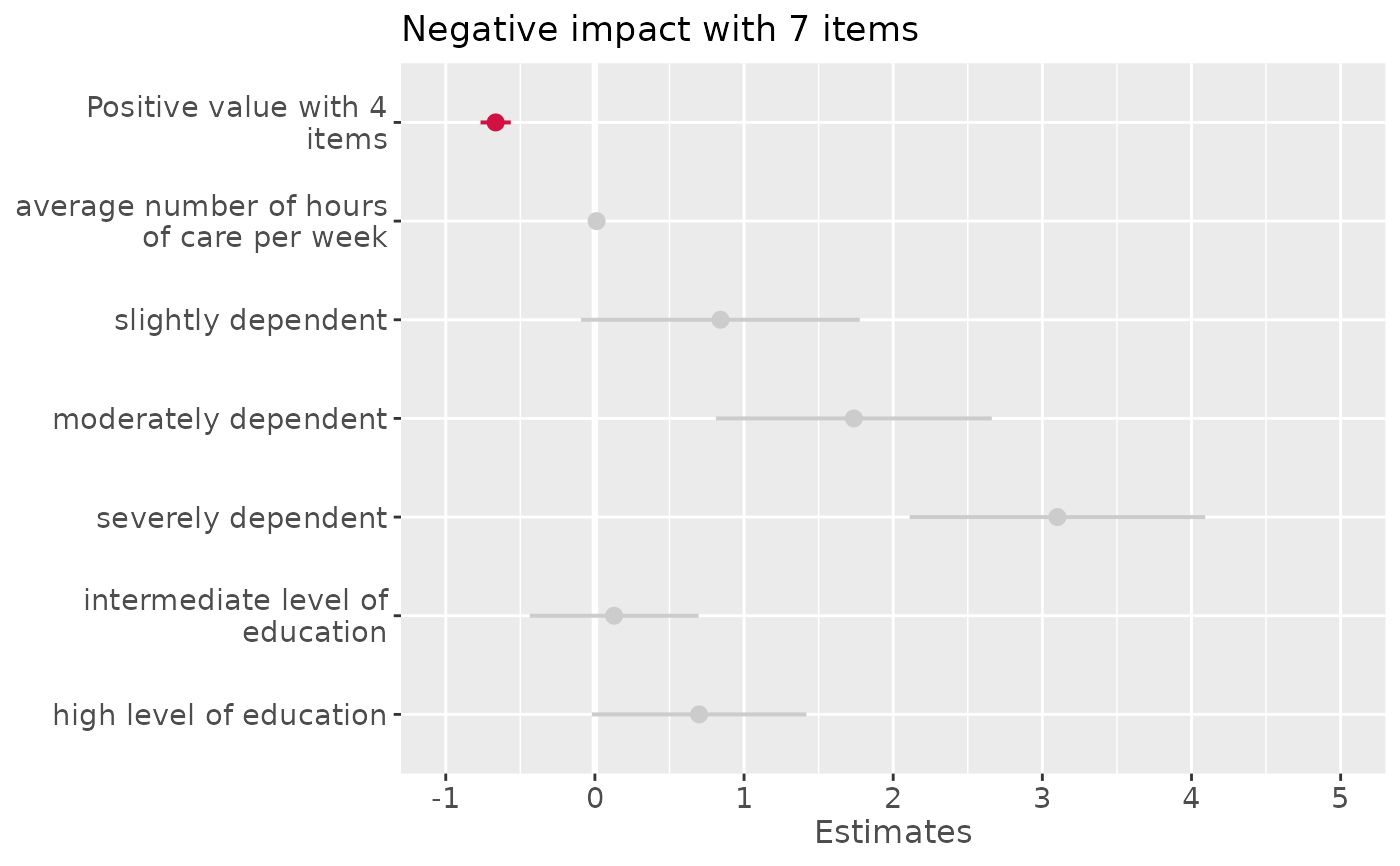 Negative impact with 7 items
Positive value with 4
items
average number of hours
of care per week
slightly dependent
moderately dependent
severely dependent
intermediate level of
education
high level of education
-1 0 1 2 3 4 5
Estimates